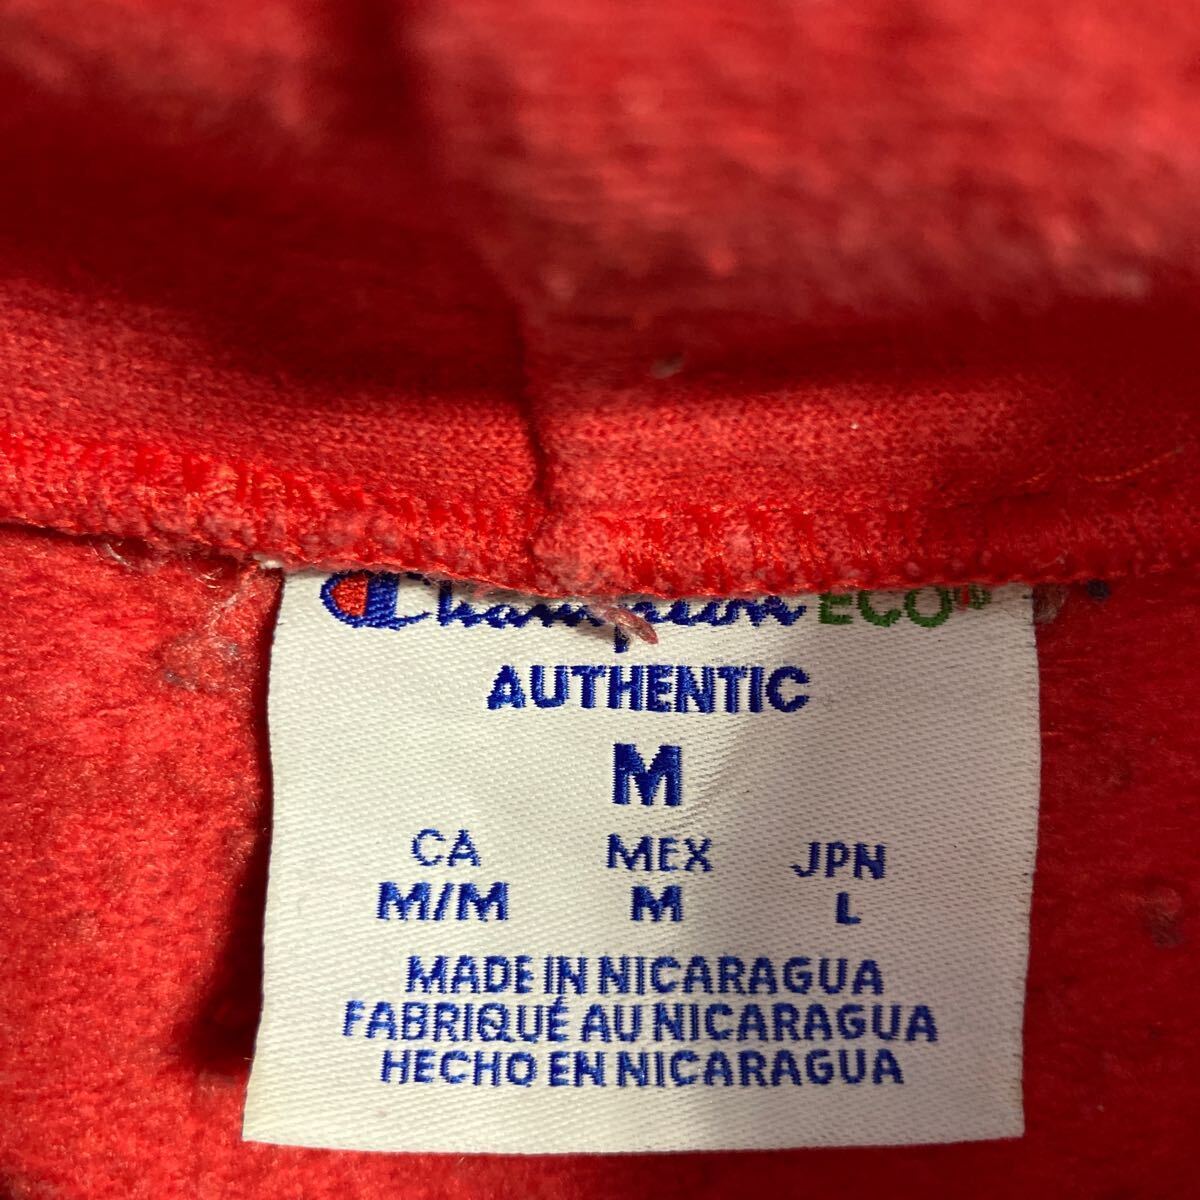 Champion ECO
AUTHENTIC
M
CA MEX JPN
M/M M L
MADE IN NICARAGUA
FABRIQUÉ AU NICARAGUA
HECHO EN NICARAGUA